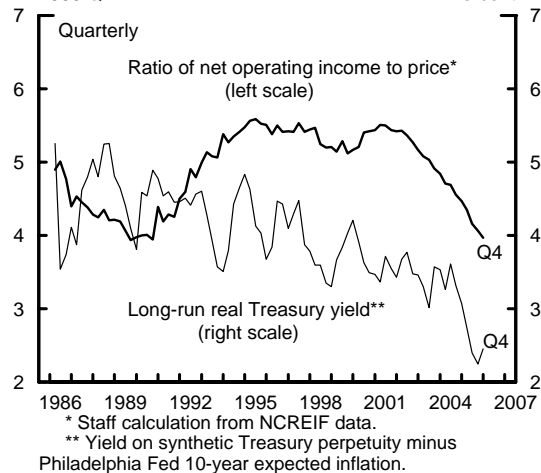 7 7
Quarterly
Ratio of net operating income to price*
(left scale)
6 6
5 5
4 4
Q4
Long-run real Treasury yield**
(right scale)
3 3
Q4
2 2
1986 1989 1992 1995 1998 2001 2004 2007
* Staff calculation from NCREIF data.
** Yield on synthetic Treasury perpetuity minus
Philadelphia Fed 10-year expected inflation.